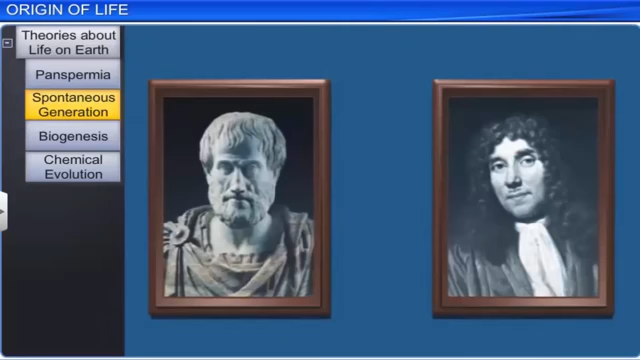 ORIGIN OF LIFE
Theories about
Life on Earth
Panspermia
Spontaneous
Generation
Biogenesis
Chemical
Evolution